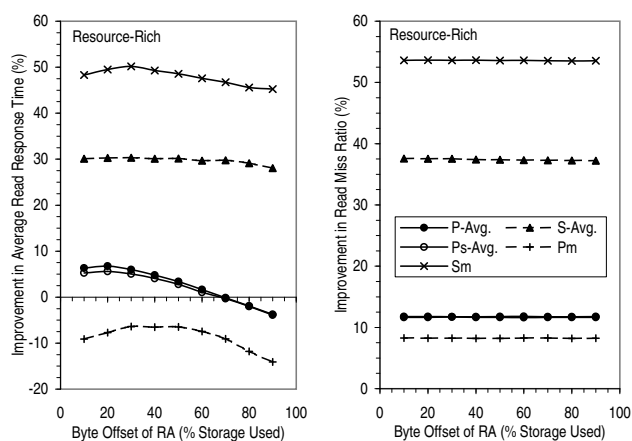 Resource-Rich
Improvement in Average Read Response Time (%)
60
50
40
30
20
10
0
-10
-20
0 20 40 60 80 100
Byte Offset of RA (% Storage Used)
Resource-Rich
Improvement in Read Miss Ratio (%)
60
50
40
30
20
10
0
P-Avg. S-Avg.
Ps-Avg. Pm
Sm
0 20 40 60 80 100
Byte Offset of RA (% Storage Used)